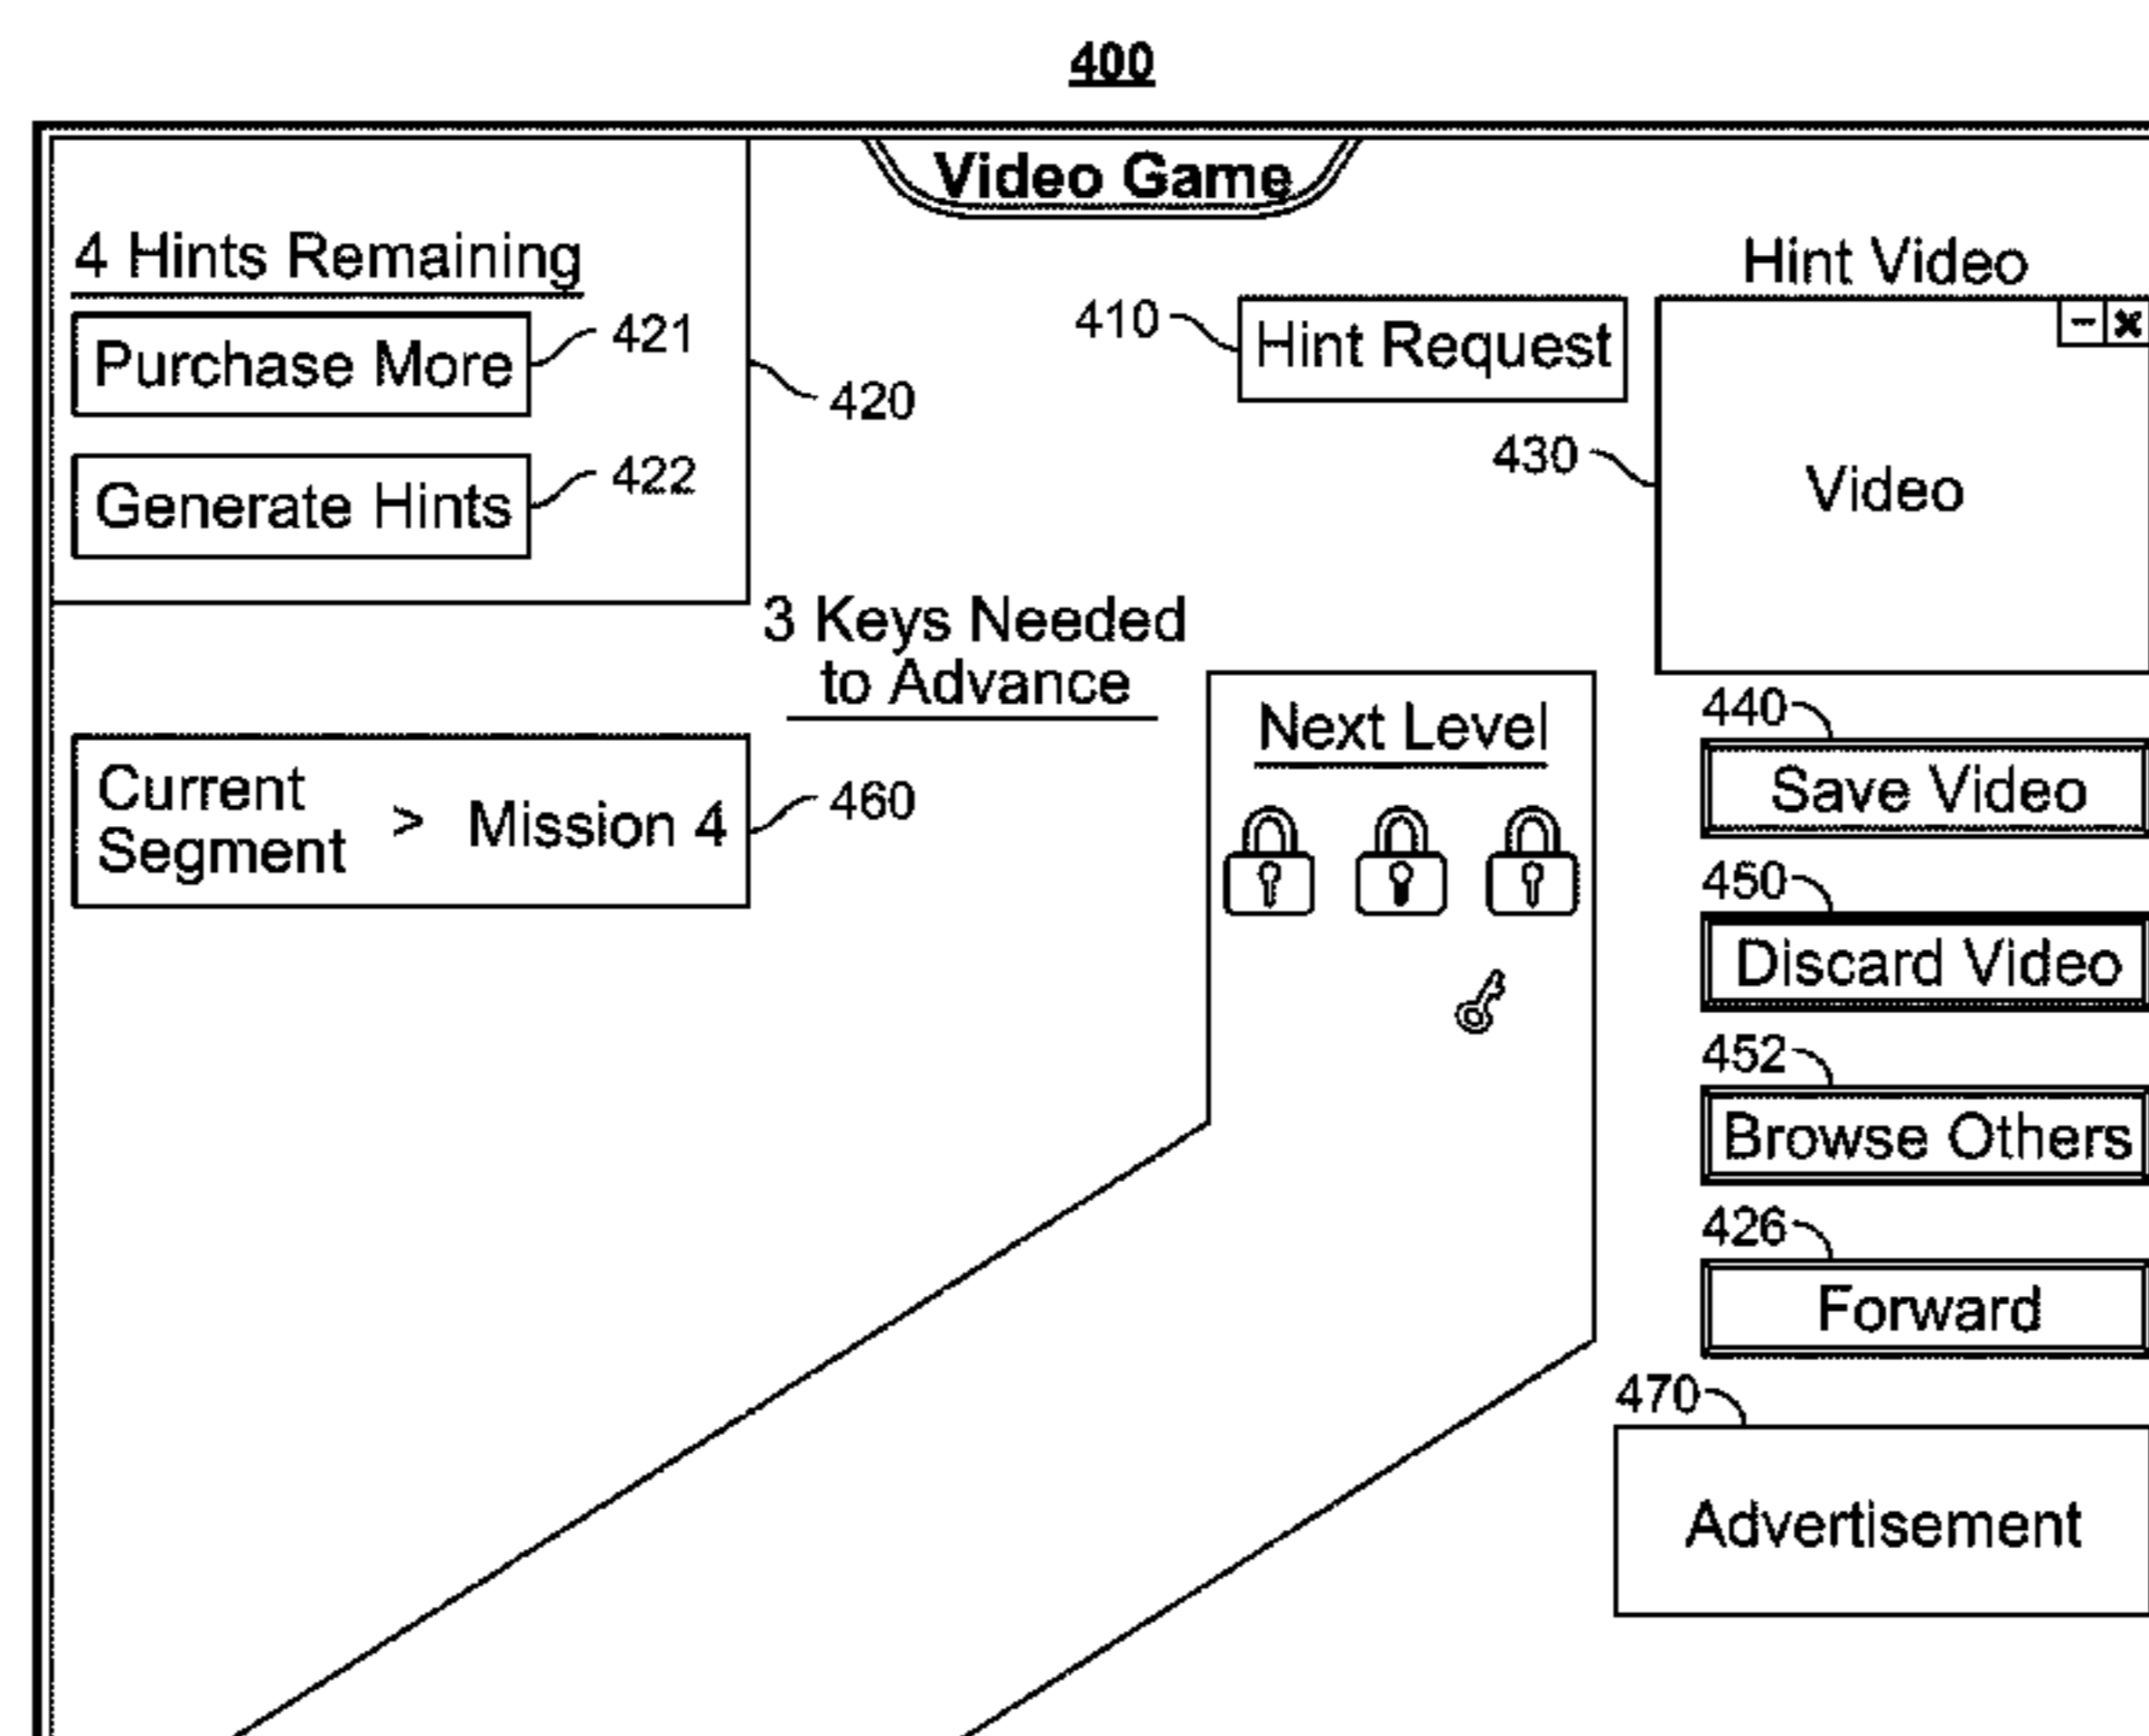 400
Video Game
4 Hints Remaining
Purchase More
421
420
Generate Hints
422
Hint Video
410
Hint Request
430
Video
3 Keys Needed
to Advance
Current
Segment > Mission 4
460
Next Level
440
Save Video
450
Discard Video
452
Browse Others
426
Forward
470
Advertisement